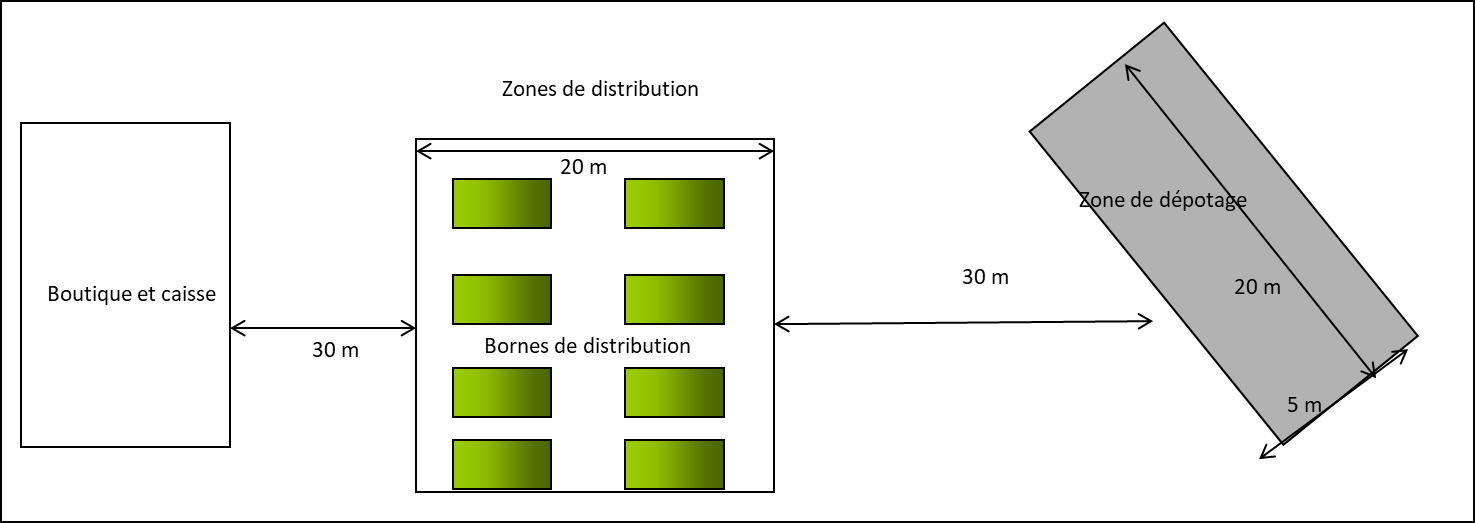 Zones de distribution
20 m
Zone de dépotage
30 m
20 m
Boutique et caisse
Bornes de distribution
30 m
5 m